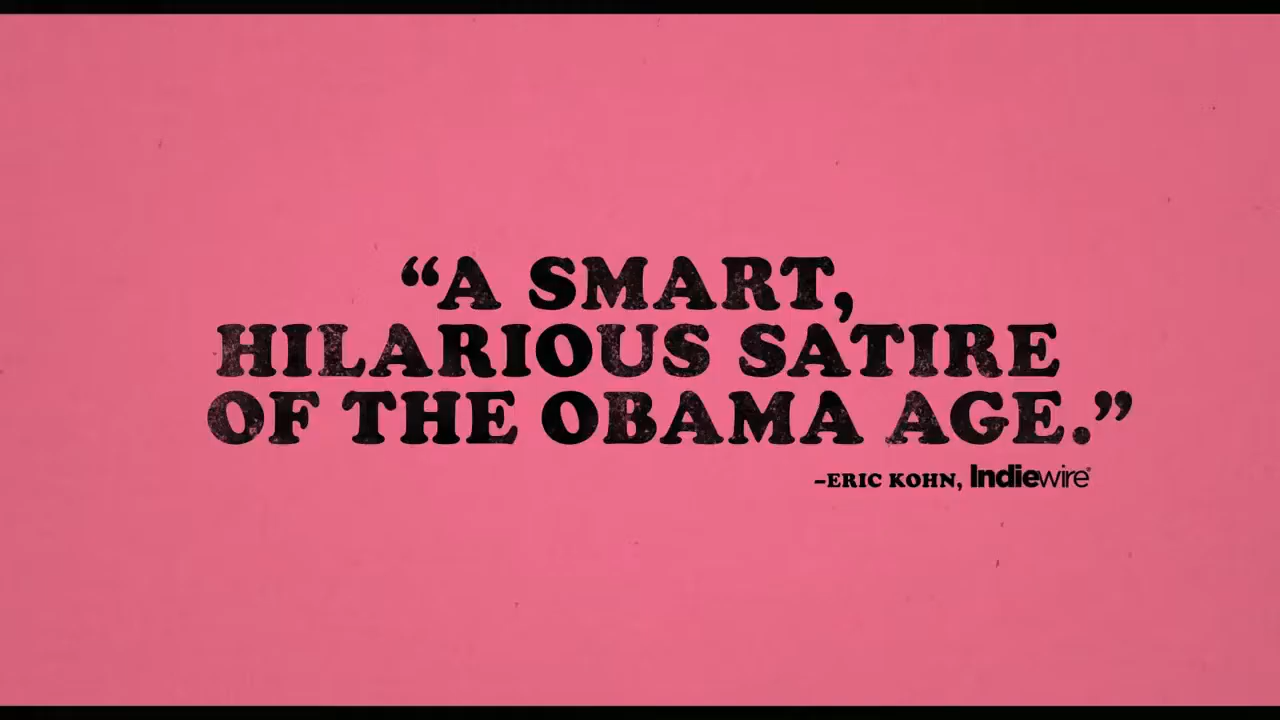 “A SMART,
HILARIOUS SATIRE
OF THE OBAMA AGE.”
–ERIC KOHN, Indiewire